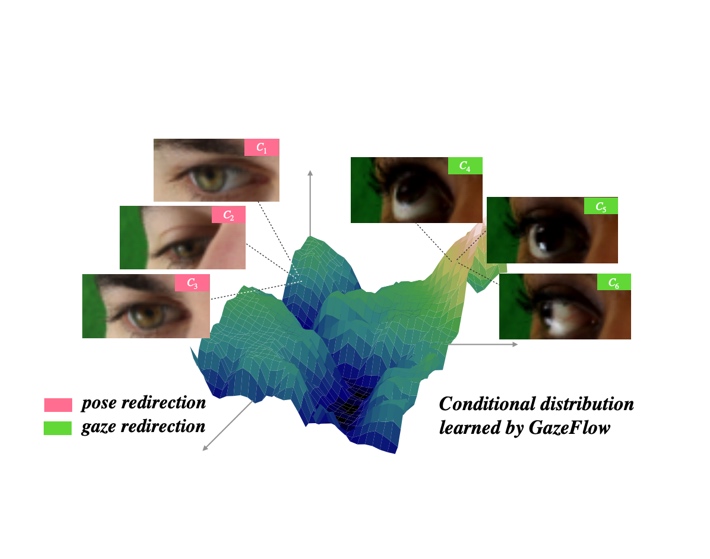 C1
C4
C2
C5
C3
C6
pose redirection
gaze redirection
Conditional distribution
learned by GazeFlow